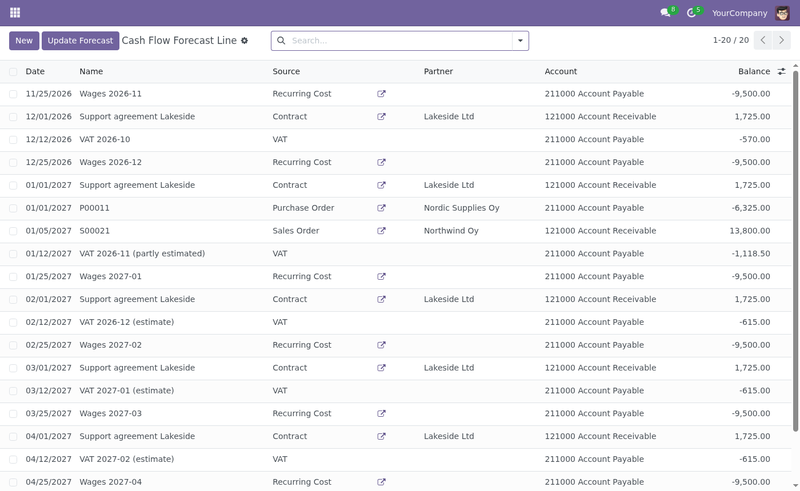 8
5
YourCompany
New
Update Forecast
Cash Flow Forecast Line
Search...
1-20 / 20
Date Name Source Partner Account Balance
11/25/2026 Wages 2026-11 Recurring Cost 211000 Account Payable -9,500.00
12/01/2026 Support agreement Lakeside Contract Lakeside Ltd 121000 Account Receivable 1,725.00
12/12/2026 VAT 2026-10 VAT 211000 Account Payable -570.00
12/25/2026 Wages 2026-12 Recurring Cost 211000 Account Payable -9,500.00
01/01/2027 Support agreement Lakeside Contract Lakeside Ltd 121000 Account Receivable 1,725.00
01/01/2027 P00011 Purchase Order Nordic Supplies Oy 211000 Account Payable -6,325.00
01/05/2027 S00021 Sales Order Northwind Oy 121000 Account Receivable 13,800.00
01/12/2027 VAT 2026-11 (partly estimated) VAT 211000 Account Payable -1,118.50
01/25/2027 Wages 2027-01 Recurring Cost 211000 Account Payable -9,500.00
02/01/2027 Support agreement Lakeside Contract Lakeside Ltd 121000 Account Receivable 1,725.00
02/12/2027 VAT 2026-12 (estimate) VAT 211000 Account Payable -615.00
02/25/2027 Wages 2027-02 Recurring Cost 211000 Account Payable -9,500.00
03/01/2027 Support agreement Lakeside Contract Lakeside Ltd 121000 Account Receivable 1,725.00
03/12/2027 VAT 2027-01 (estimate) VAT 211000 Account Payable -615.00
03/25/2027 Wages 2027-03 Recurring Cost 211000 Account Payable -9,500.00
04/01/2027 Support agreement Lakeside Contract Lakeside Ltd 121000 Account Receivable 1,725.00
04/12/2027 VAT 2027-02 (estimate) VAT 211000 Account Payable -615.00
04/25/2027 Wages 2027-04 Recurring Cost 211000 Account Payable -9,500.00